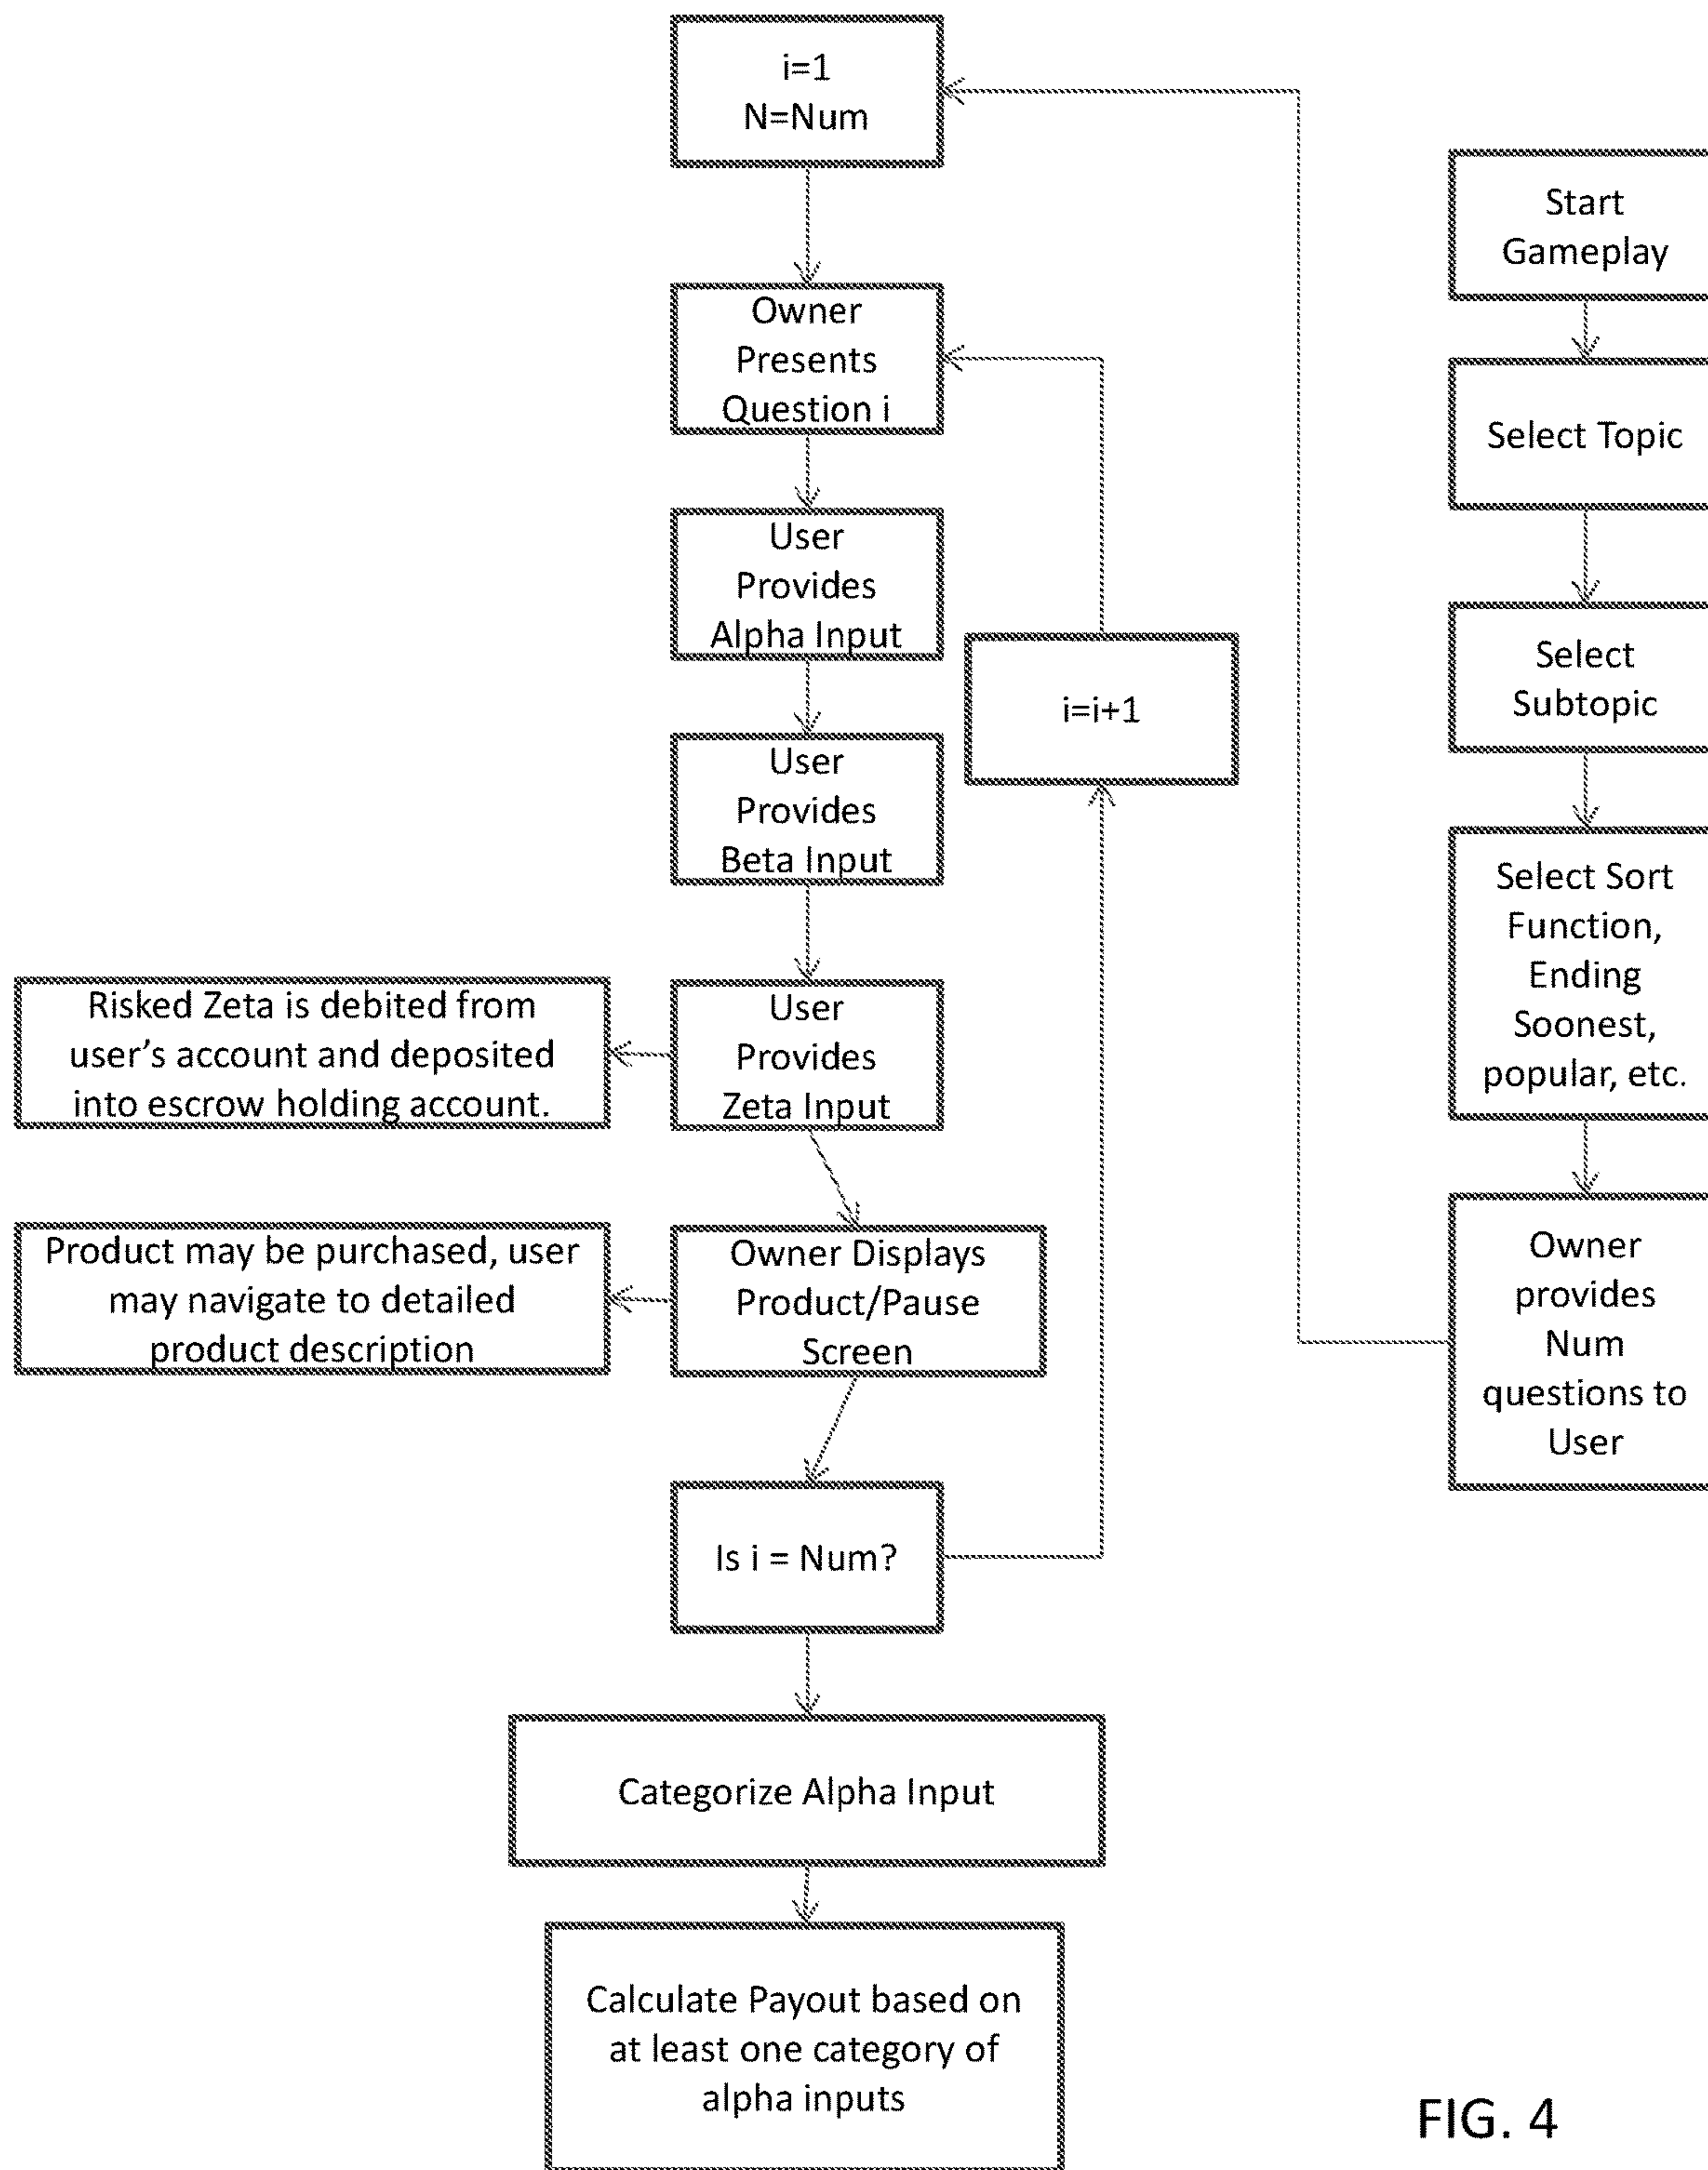 i=1
N=Num
Owner
Presents
Question i
User
Provides
Alpha Input
User
Provides
Beta Input
i=i+1
Risked Zeta is debited from
user's account and deposited
into escrow holding account.
User
Provides
Zeta Input
Product may be purchased, user
may navigate to detailed
product description
Owner Displays
Product/Pause
Screen
Is i = Num?
Categorize Alpha Input
Calculate Payout based on
at least one category of
alpha inputs
Start
Gameplay
Select Topic
Select
Subtopic
Select Sort
Function,
Ending
Soonest,
popular, etc.
Owner
provides
Num
questions to
User
FIG. 4